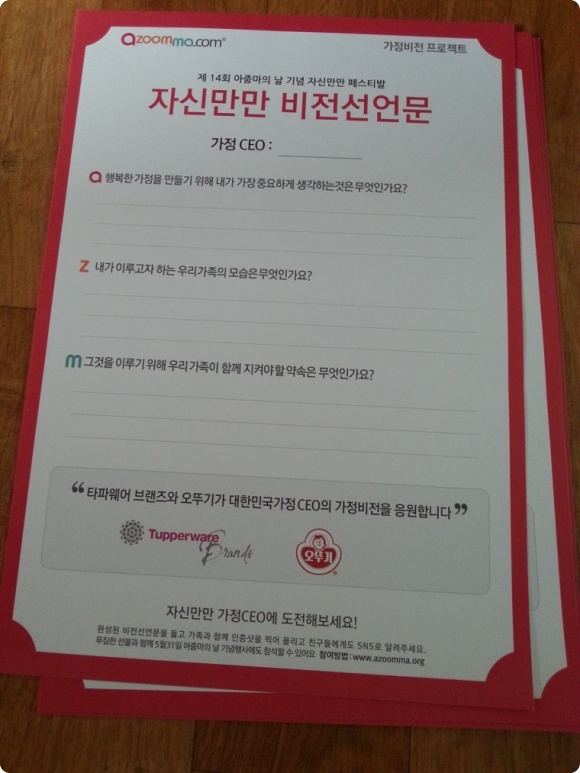 azoomma.com®
가정비전 프로젝트
제 14회 아줌마의 날 기념 자신만만 페스티발
자신만만 비전선언문
가정 CEO :
a 행복한 가정을 만들기 위해 내가 가장 중요하게 생각하는것은 무엇인가요?
z 내가 이루고자 하는 우리가족의 모습은무엇인가요?
m 그것을 이루기 위해 우리 가족이 함께 지켜야할 약속은 무엇인가요?
“ 타파웨어 브랜즈와 오뚜기가 대한민국가정 CEO의 가정비전을 응원합니다 ”
Tupperware Brands
오뚜기®
자신만만 가정CEO에 도전해보세요!
완성된 비전선언문을 들고 가족과 함께 인증샷을 찍어 올리고 친구들에게도 SNS로 알려주세요.
푸짐한 선물과 함께 5월31일 아줌마의 날 기념행사에도 참석할 수 있어요 참여방법 : www.azoomma.org